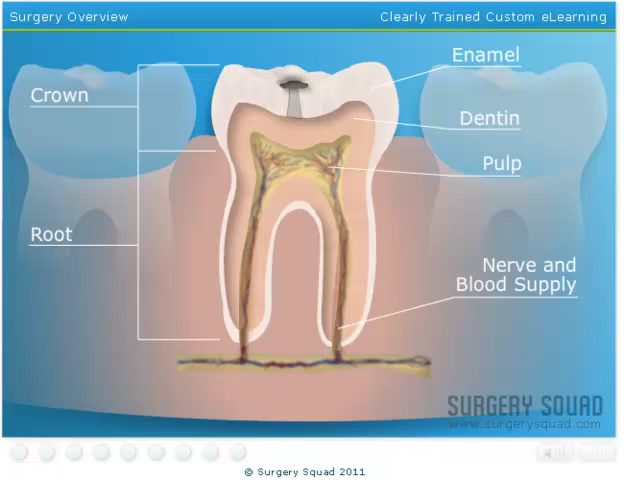 Surgery Overview
Clearly Trained Custom eLearning
Enamel
Crown
Dentin
Pulp
Root
Nerve and
Blood Supply
SURGERY SQUAD
www.surgerysquad.com
© Surgery Squad 2011